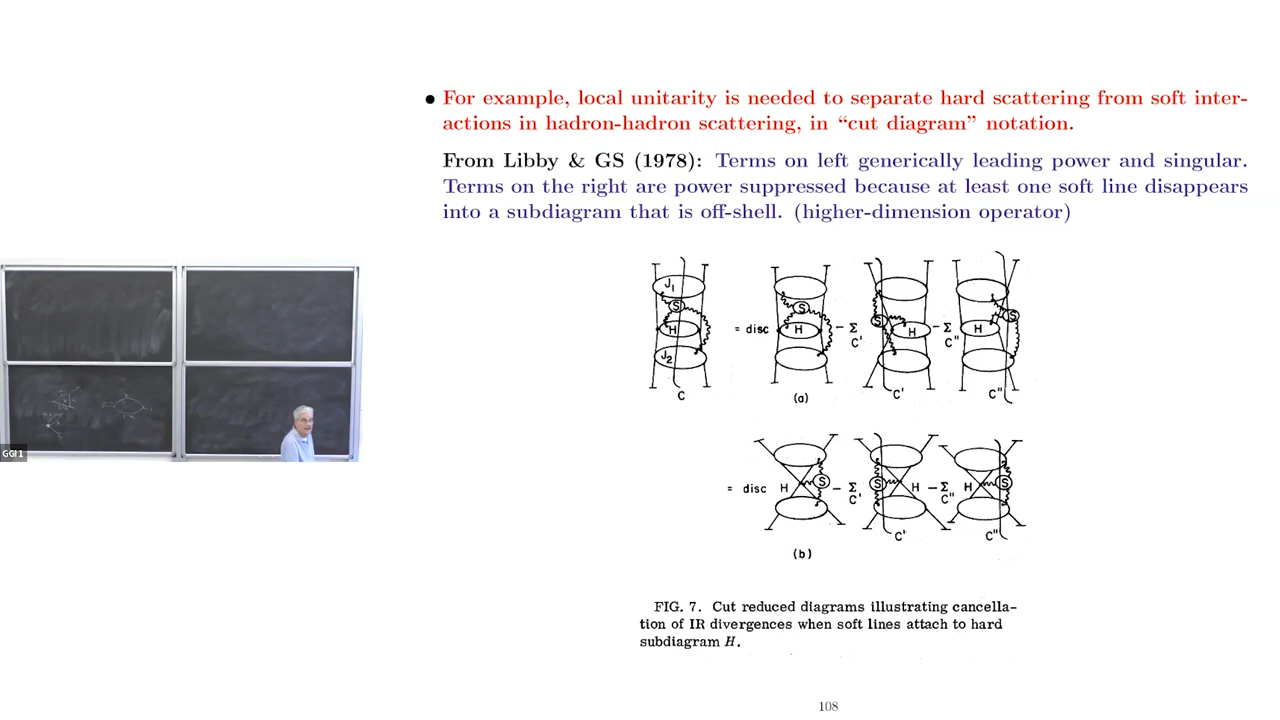 • For example, local unitarity is needed to separate hard scattering from soft inter-
actions in hadron-hadron scattering, in “cut diagram” notation.
From Libby & GS (1978): Terms on left generically leading power and singular.
Terms on the right are power suppressed because at least one soft line disappears
into a subdiagram that is off-shell. (higher-dimension operator)
J₁
S
H
J₂
C
= disc
S
H
(a)
− Σ
C'
S
H
C'
− Σ
C"
S
H
C"
= disc
H
S
(b)
− Σ
C'
S
H
C'
− Σ
C"
H
S
C"
FIG. 7. Cut reduced diagrams illustrating cancella-
tion of IR divergences when soft lines attach to hard
subdiagram H.
108
GGI1